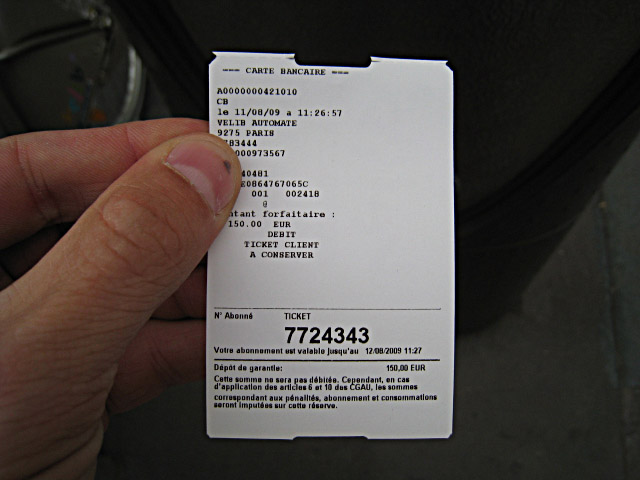 --- CARTE BANCAIRE ---
A0000000421010
CB
le 11/08/09 a 11:26:57
VELIB AUTOMATE
9275 PARIS
83444
000973567
40481
E0864767065C
001 002418
@
tant forfaitaire :
150.00 EUR
DEBIT
TICKET CLIENT
A CONSERVER
N° Abonné TICKET
7724343
Votre abonnement est valable jusqu'au 12/08/2009 11:27
Dépôt de garantie: 150,00 EUR
Cette somme ne sera pas débitée. Cependant, en cas
d'application des articles 6 et 10 des CGAU, les sommes
correspondant aux pénalités, abonnement et consommations
seront imputées sur cette réserve.